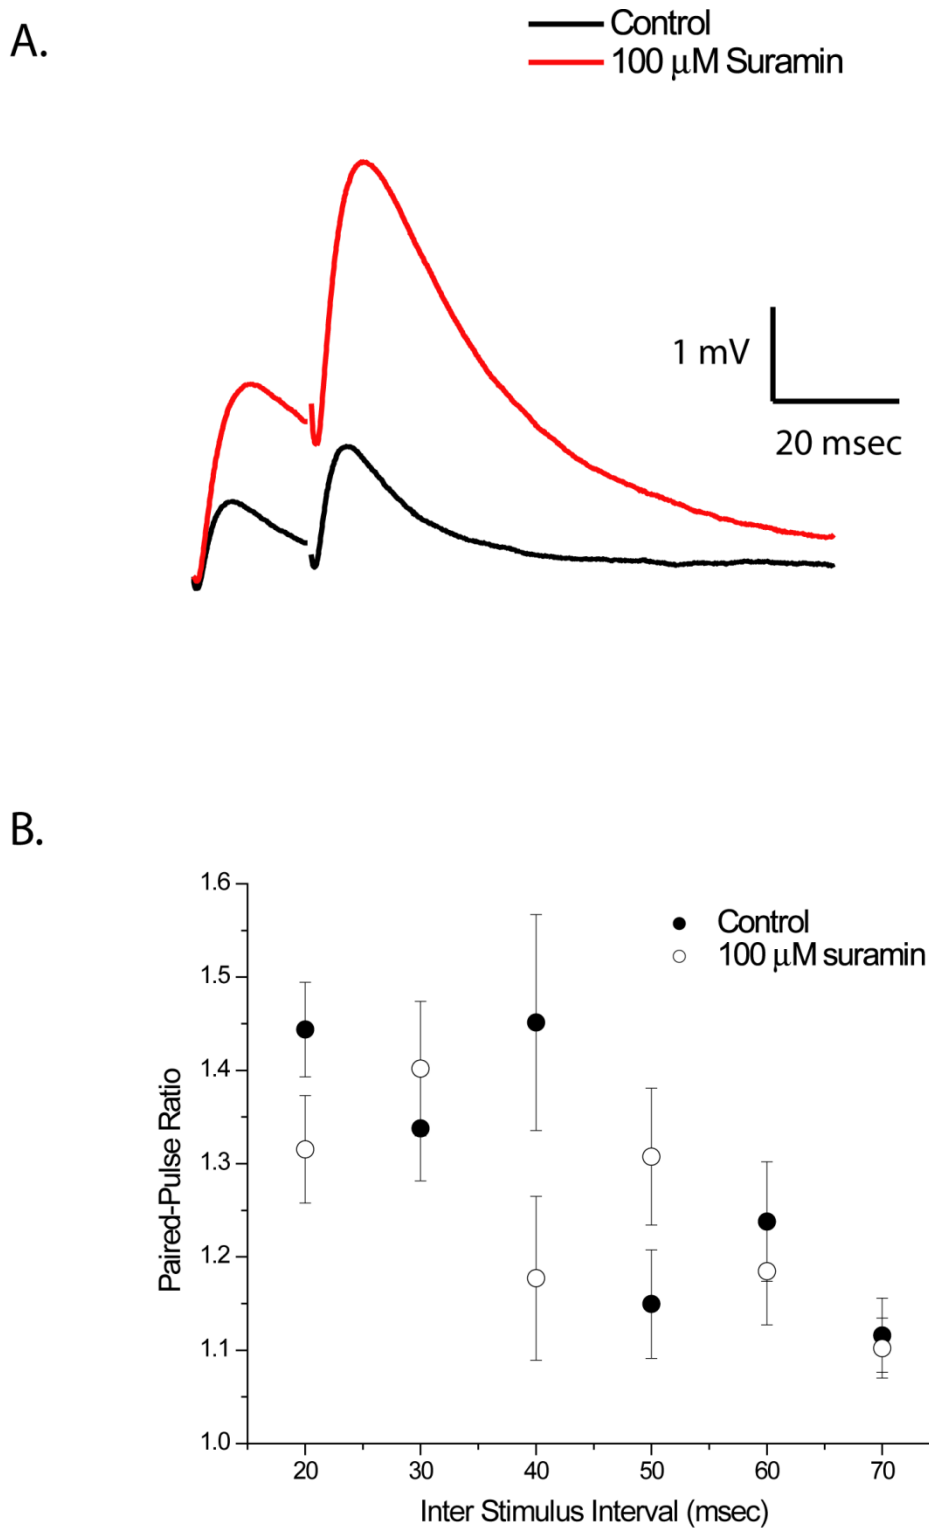 A.
Control
100 μM Suramin
1 mV
20 msec
B.
1.6
1.5
1.4
1.3
1.2
1.1
1.0
Paired-Pulse Ratio
Control
100 μM suramin
20 30 40 50 60 70
Inter Stimulus Interval (msec)